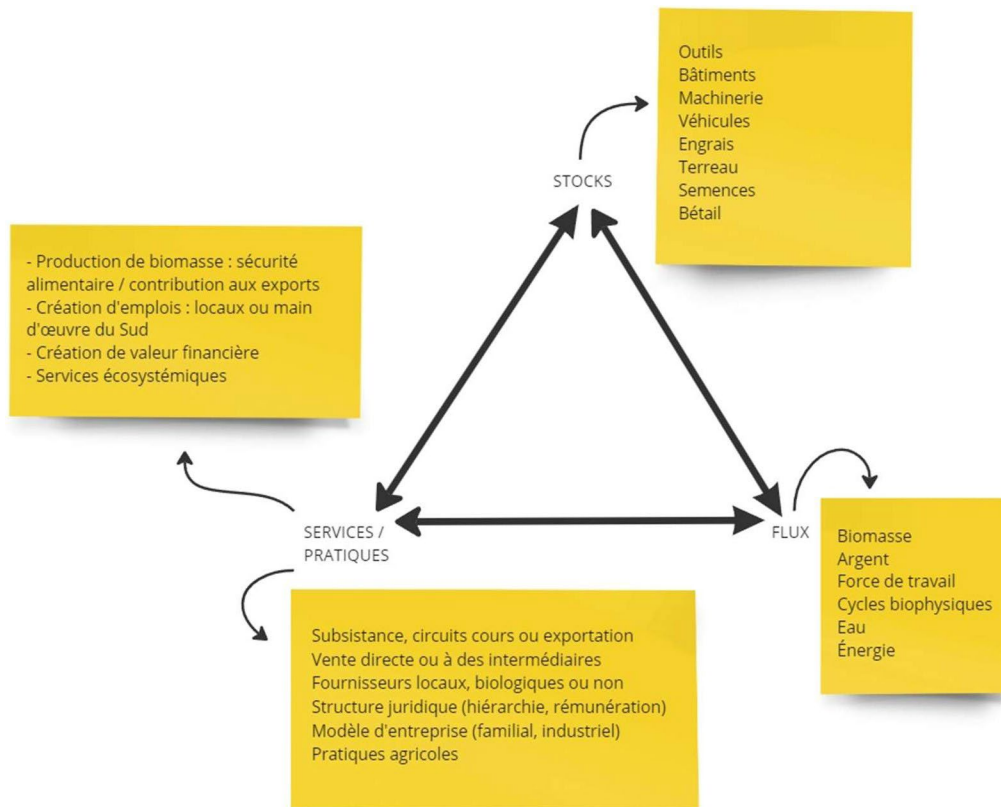 Outils
Bâtiments
Machinerie
Véhicules
Engrais
Terreau
Semences
Bétail
STOCKS
- Production de biomasse : sécurité
alimentaire / contribution aux exports
- Création d'emplois : locaux ou main
d'œuvre du Sud
- Création de valeur financière
- Services écosystémiques
SERVICES /
PRATIQUES
FLUX
Biomasse
Argent
Force de travail
Cycles biophysiques
Eau
Énergie
Subsistance, circuits cours ou exportation
Vente directe ou à des intermédiaires
Fournisseurs locaux, biologiques ou non
Structure juridique (hiérarchie, rémunération)
Modèle d'entreprise (familial, industriel)
Pratiques agricoles